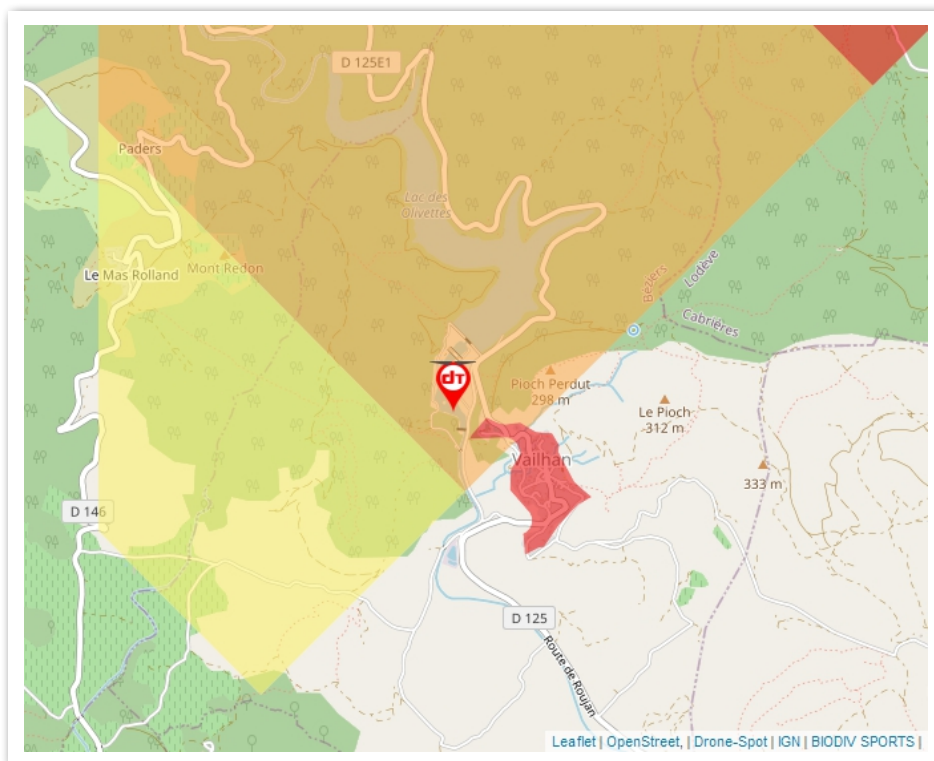 D 125E1
Paders
Lac des
Olivettes
Le Mas Rolland
Mont Redon
Béziers
Lodève
Cabrières
dT
Pioch Perdut
298 m
Le Pioch
312 m
Vailhan
333 m
D 146
D 125
Route de Roujan
Leaflet | OpenStreet, | Drone-Spot | IGN | BIODIV SPORTS |